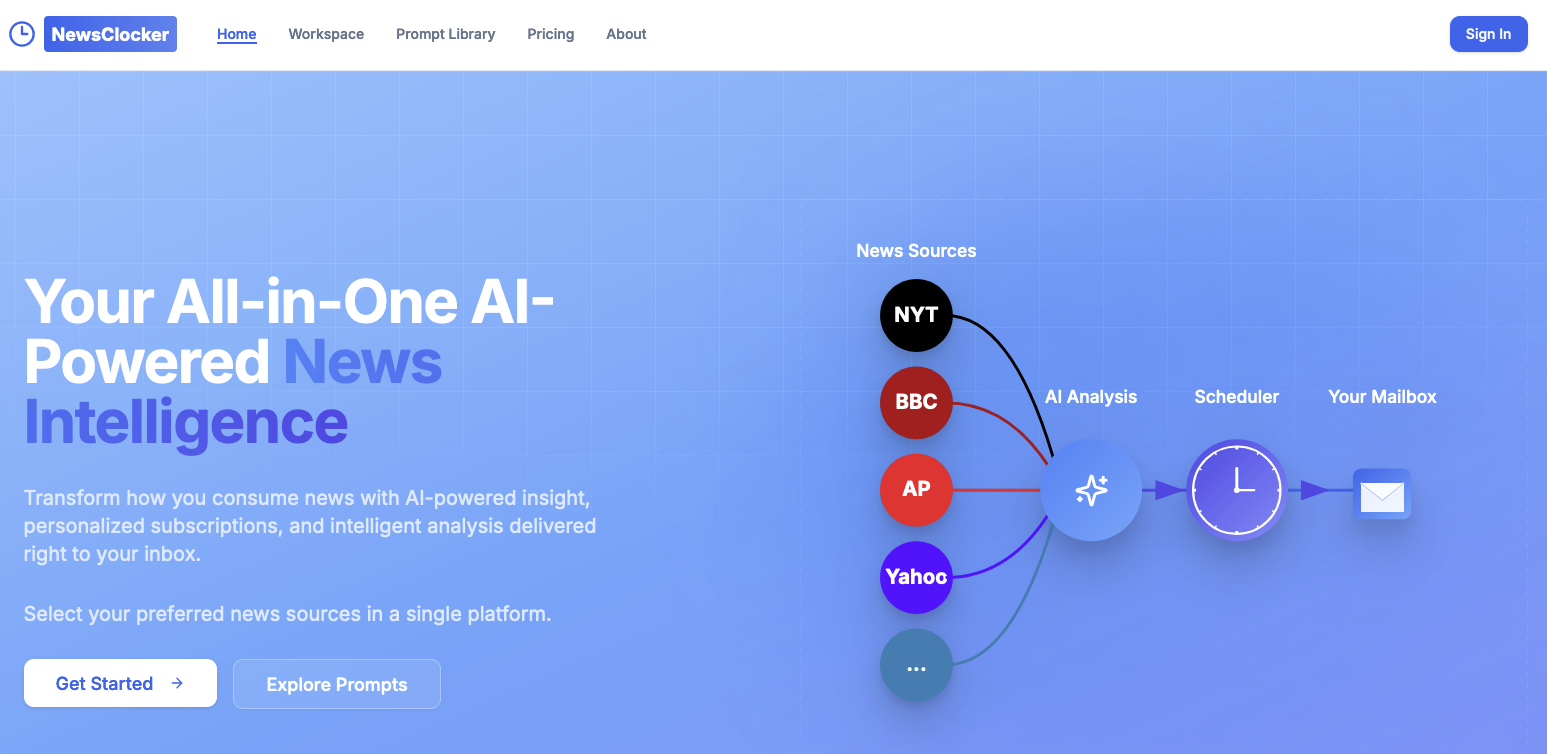 NewsClocker
Home
Workspace
Prompt Library
Pricing
About
Sign In
Your All-in-One AI-
Powered News
Intelligence
Transform how you consume news with AI-powered insight,
personalized subscriptions, and intelligent analysis delivered
right to your inbox.
Select your preferred news sources in a single platform.
Get Started →
Explore Prompts
News Sources
NYT
BBC
AP
Yahoo
...
AI Analysis
Scheduler
Your Mailbox